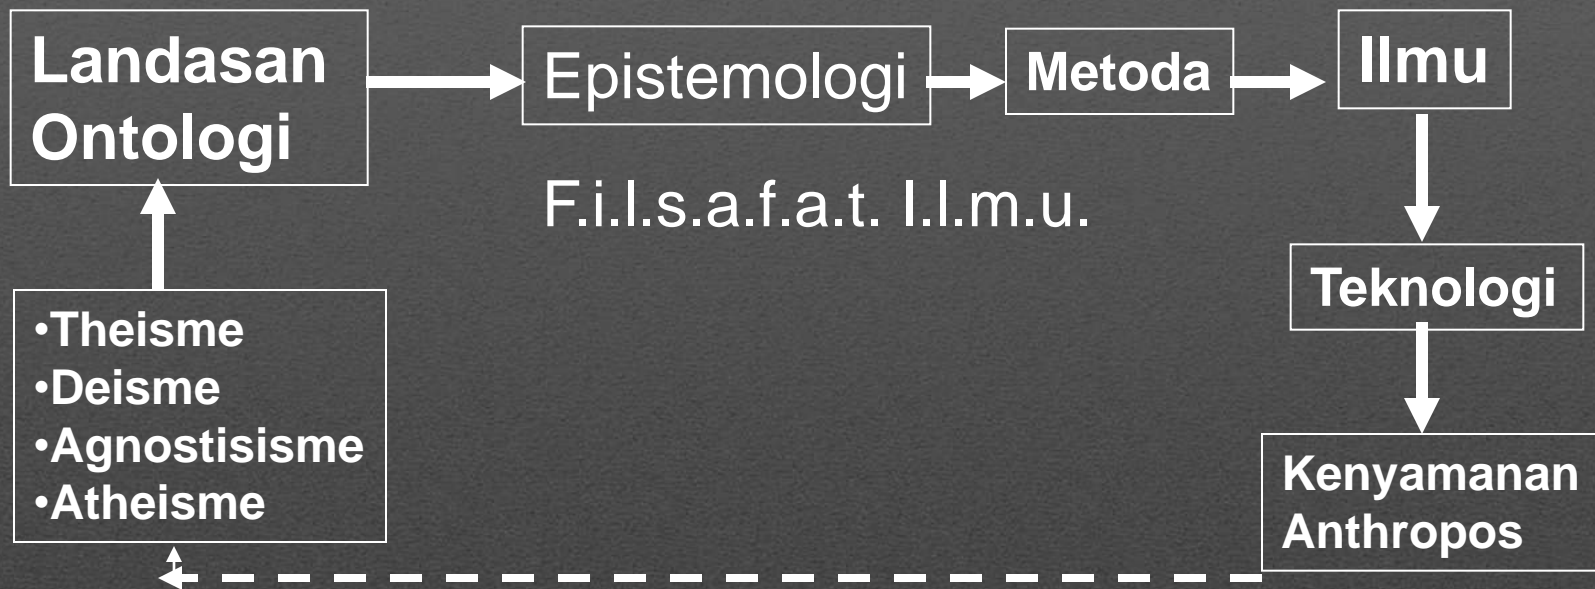 Landasan
Ontologi
Epistemologi
Metoda
Ilmu
F.i.l.s.a.f.a.t. I.l.m.u.
Teknologi
•Theisme
•Deisme
•Agnostisisme
•Atheisme
Kenyamanan
Anthropos